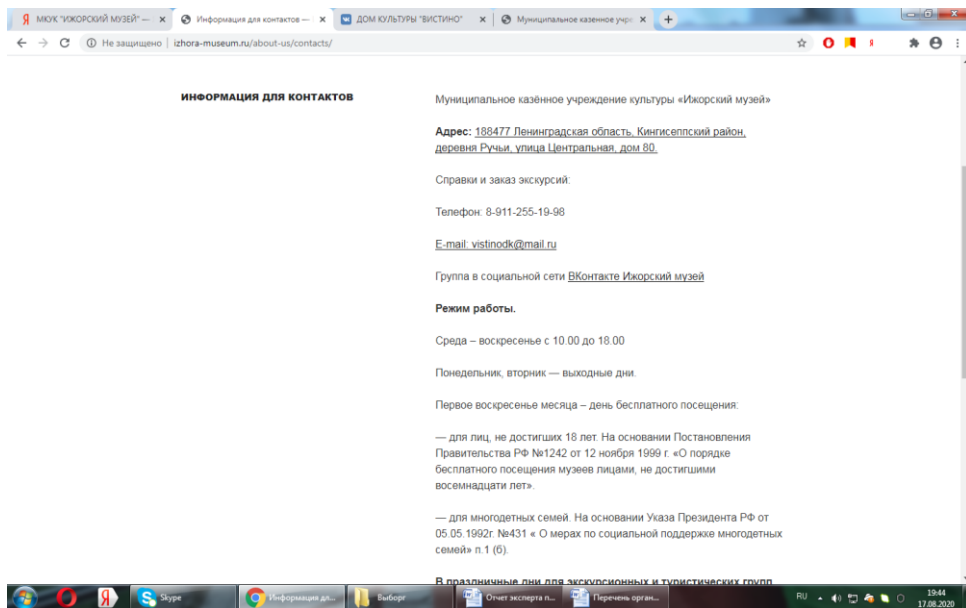 МКУК "ИЖОРСКИЙ МУЗЕЙ" —
Информация для контактов —
ДОМ КУЛЬТУРЫ "ВИСТИНО"
Муниципальное казенное учре
Не защищено | izhora-museum.ru/about-us/contacts/
ИНФОРМАЦИЯ ДЛЯ КОНТАКТОВ
Муниципальное казённое учреждение культуры «Ижорский музей»
Адрес: 188477 Ленинградская область, Кингисеппский район,
деревня Ручьи, улица Центральная, дом 80.
Справки и заказ экскурсий:
Телефон: 8-911-255-19-98
E-mail: vistinodk@mail.ru
Группа в социальной сети ВКонтакте Ижорский музей
Режим работы.
Среда – воскресенье с 10.00 до 18.00
Понедельник, вторник — выходные дни.
Первое воскресенье месяца – день бесплатного посещения:
— для лиц, не достигших 18 лет. На основании Постановления
Правительства РФ №1242 от 12 ноября 1999 г. «О порядке
бесплатного посещения музеев лицами, не достигшими
восемнадцати лет».
— для многодетных семей. На основании Указа Президента РФ от
05.05.1992г. №431 « О мерах по социальной поддержке многодетных
семей» п.1 (б).
В праздничные дни для экскурсионных и туристических групп
Skype
Информация дл...
Выборг
Отчет эксперта п...
Перечень орган...
RU
19:44
17.08.2020